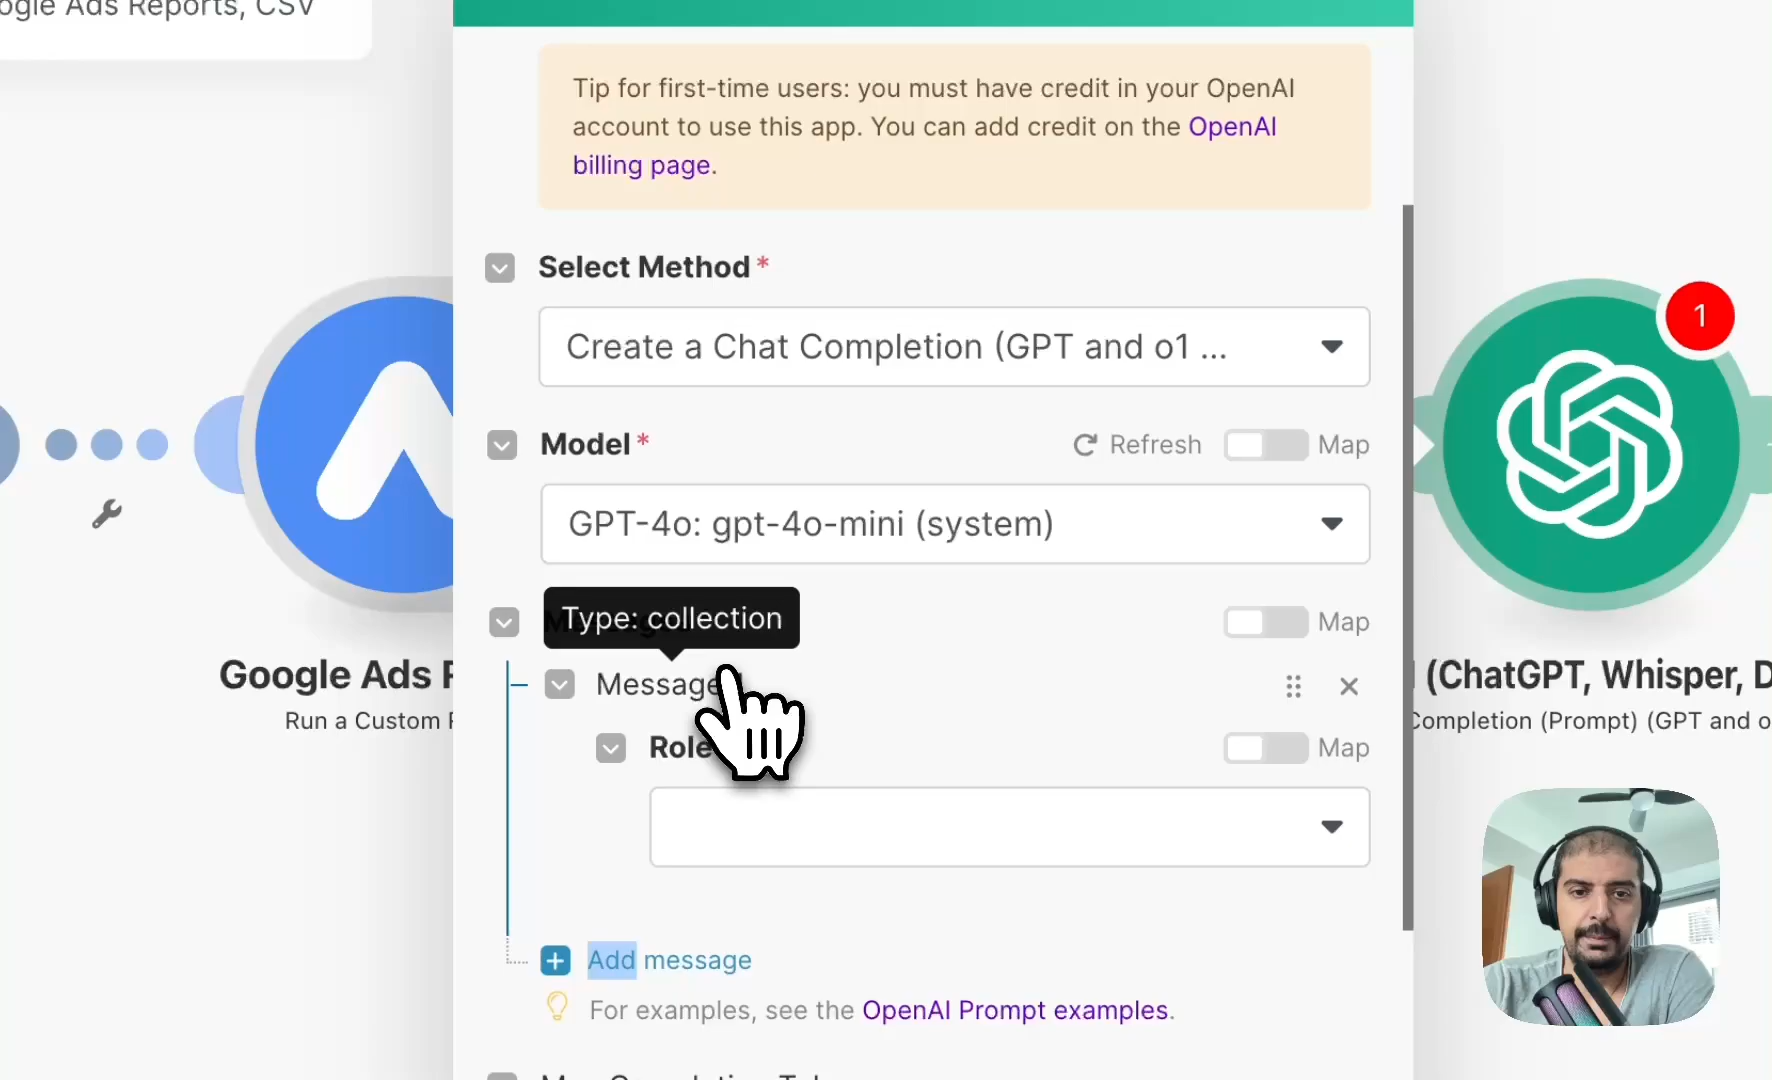 ogle Ads Reports, CSV
Tip for first-time users: you must have credit in your OpenAI
account to use this app. You can add credit on the OpenAI
billing page.
Select Method *
Create a Chat Completion (GPT and o1 ...
Model *
Refresh
Map
GPT-4o: gpt-4o-mini (system)
Type: collection
Map
Message
Role
Map
Add message
For examples, see the OpenAI Prompt examples.
Google Ads
Run a Custom
1
(ChatGPT, Whisper, D
Completion (Prompt) (GPT and o